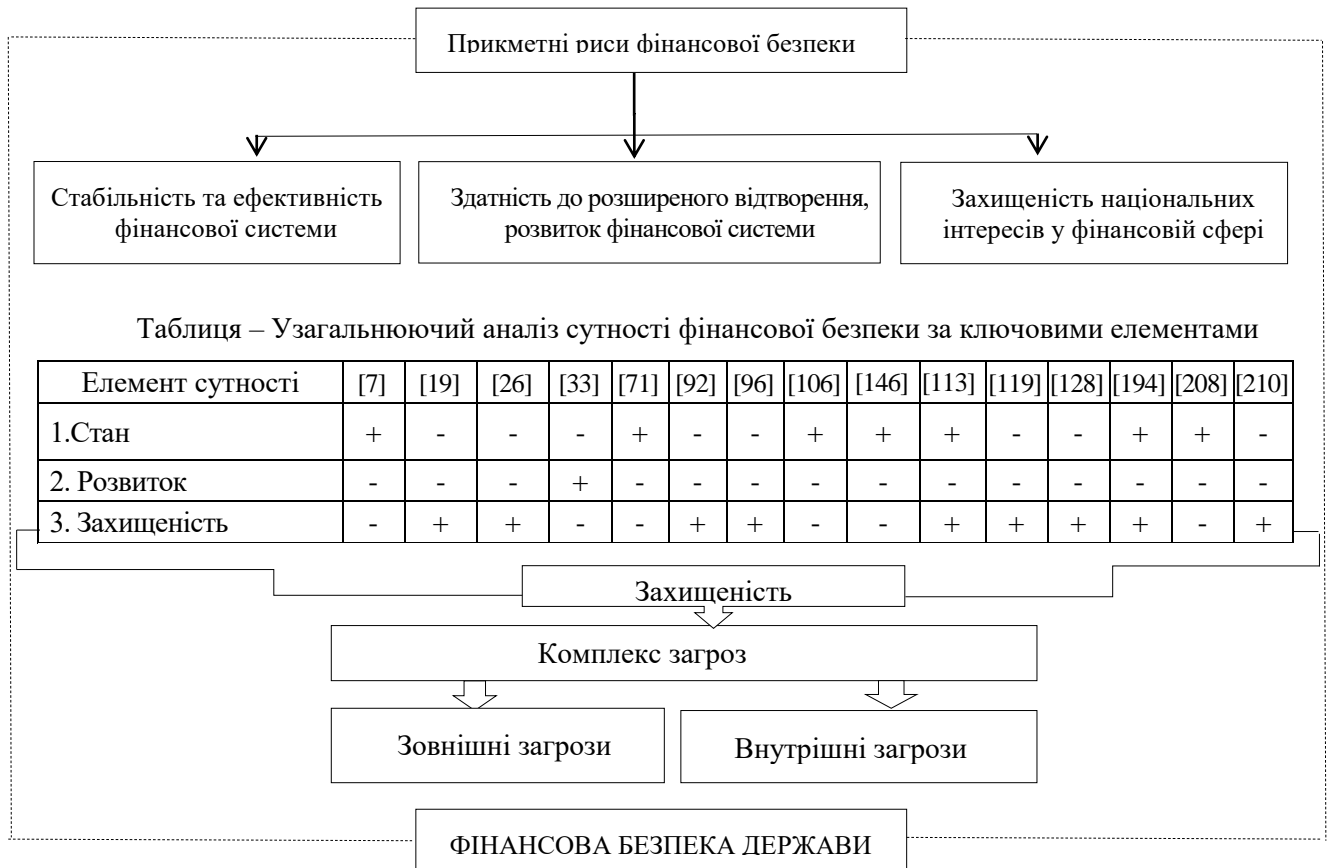 Прикметні риси фінансової безпеки
Стабільність та ефективність
фінансової системи
Здатність до розширеного відтворення,
розвиток фінансової системи
Захищеність національних
інтересів у фінансовій сфері
Таблиця – Узагальнюючий аналіз сутності фінансової безпеки за ключовими елементами
Елемент сутності [7] [19] [26] [33] [71] [92] [96] [106] [146] [113] [119] [128] [194] [208] [210]
1.Стан + - - - + - - + + + - - + + -
2. Розвиток - - - + - - - - - - - - - - -
3. Захищеність - + + - - + + - - + + + + - +
Захищеність
Комплекс загроз
Зовнішні загрози
Внутрішні загрози
ФІНАНСОВА БЕЗПЕКА ДЕРЖАВИ